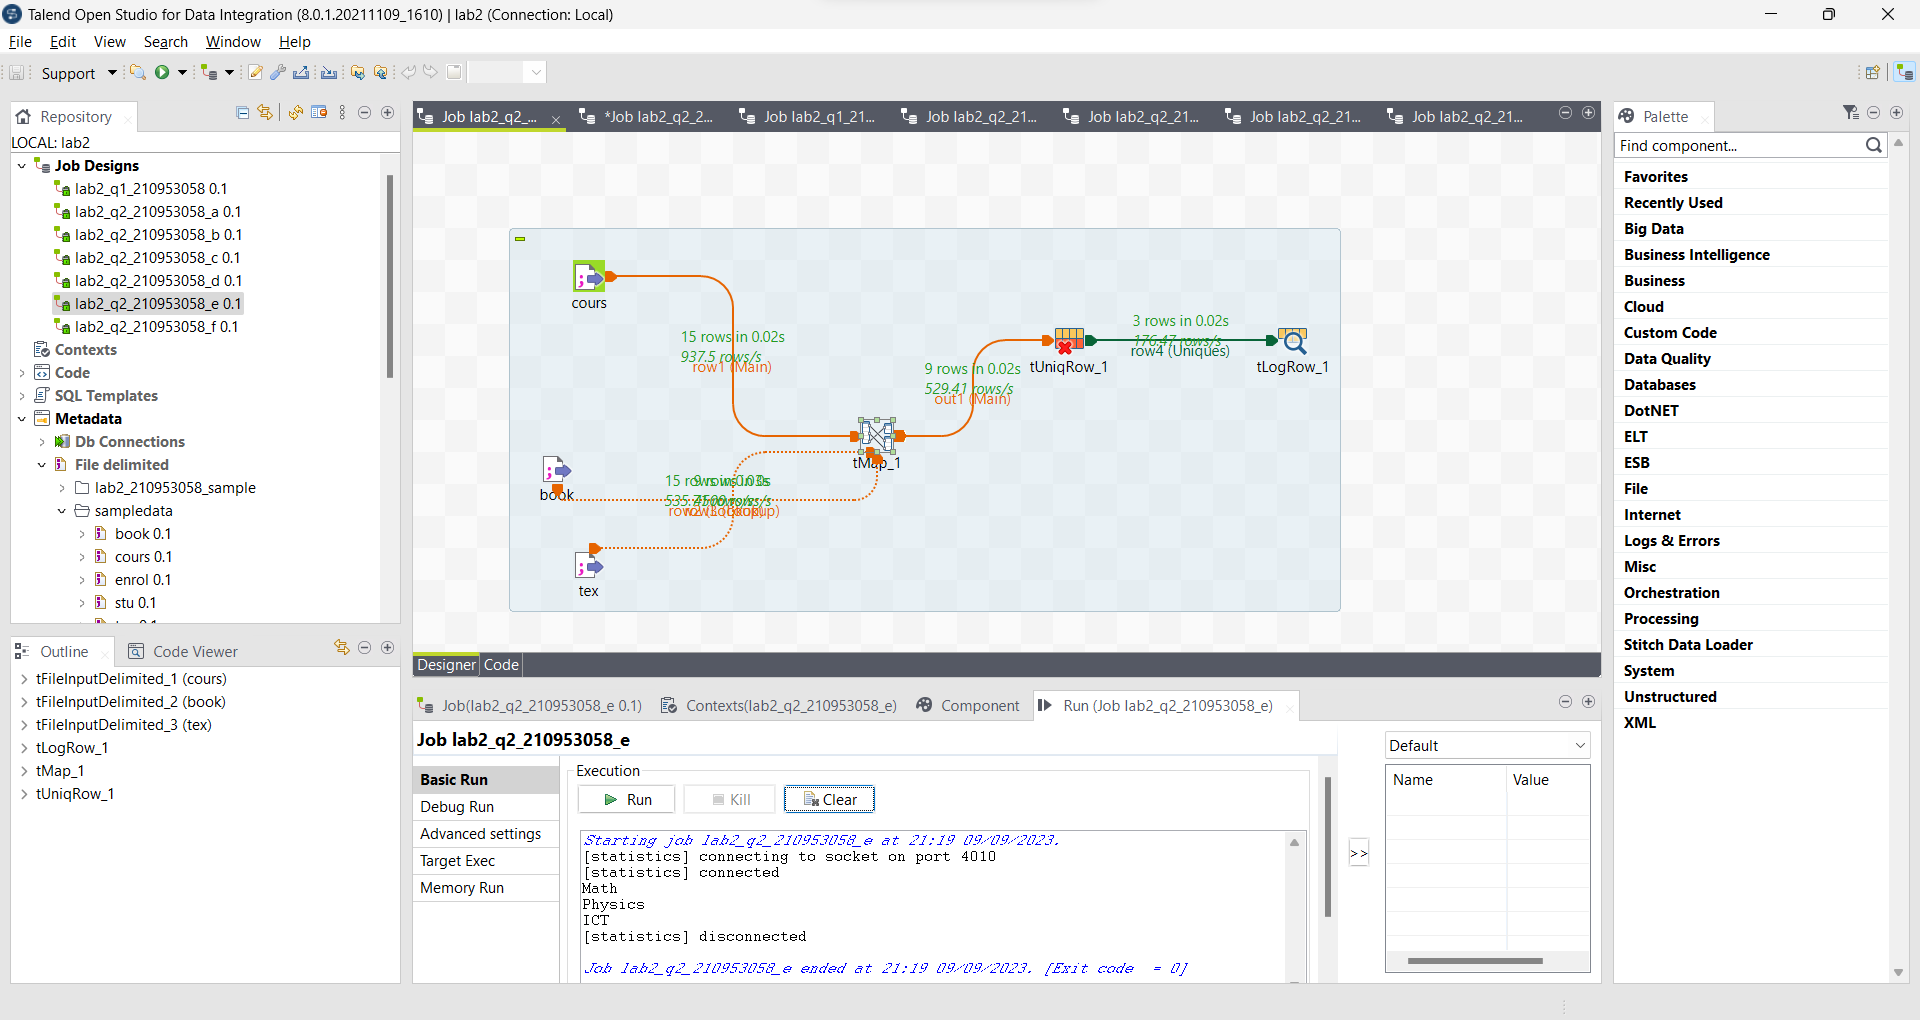 Talend Open Studio for Data Integration (8.0.1.20211109_1610) | lab2 (Connection: Local)
File Edit View Search Window Help
Support
Repository
LOCAL: lab2
Job Designs
lab2_q1_210953058 0.1
lab2_q2_210953058_a 0.1
lab2_q2_210953058_b 0.1
lab2_q2_210953058_c 0.1
lab2_q2_210953058_d 0.1
lab2_q2_210953058_e 0.1
lab2_q2_210953058_f 0.1
Contexts
Code
SQL Templates
Metadata
Db Connections
File delimited
lab2_210953058_sample
sampledata
book 0.1
cours 0.1
enrol 0.1
stu 0.1
Outline
Code Viewer
tFileInputDelimited_1 (cours)
tFileInputDelimited_2 (book)
tFileInputDelimited_3 (tex)
tLogRow_1
tMap_1
tUniqRow_1
Job lab2_q2_...
*Job lab2_q2_2...
Job lab2_q1_21...
Job lab2_q2_21...
Job lab2_q2_21...
Job lab2_q2_21...
Job lab2_q2_21...
cours
15 rows in 0.02s
937.5 rows/s
row1 (Main)
book
tex
tMap_1
9 rows in 0.02s
529.41 rows/s
out1 (Main)
tUniqRow_1
3 rows in 0.02s
176.47 rows/s
row4 (Uniques)
tLogRow_1
Designer Code
Job(lab2_q2_210953058_e 0.1)
Contexts(lab2_q2_210953058_e)
Component
Run (Job lab2_q2_210953058_e)
Job lab2_q2_210953058_e
Basic Run
Debug Run
Advanced settings
Target Exec
Memory Run
Execution
Run
Kill
Clear
Starting job lab2_q2_210953058_e at 21:19 09/09/2023.
[statistics] connecting to socket on port 4010
[statistics] connected
Math
Physics
ICT
[statistics] disconnected
Job lab2_q2_210953058_e ended at 21:19 09/09/2023. [Exit code = 0]
>>
Default
Name Value
Palette
Find component...
Favorites
Recently Used
Big Data
Business Intelligence
Business
Cloud
Custom Code
Data Quality
Databases
DotNET
ELT
ESB
File
Internet
Logs & Errors
Misc
Orchestration
Processing
Stitch Data Loader
System
Unstructured
XML